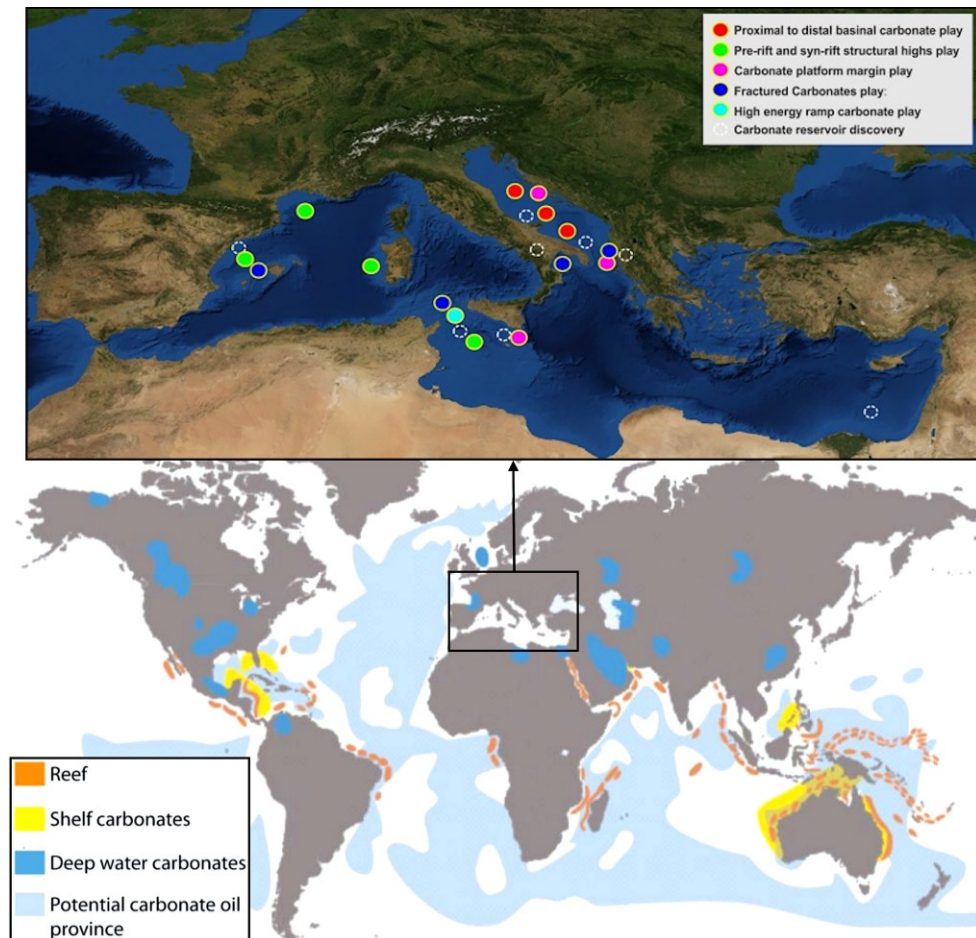 Proximal to distal basinal carbonate play
Pre-rift and syn-rift structural highs play
Carbonate platform margin play
Fractured Carbonates play:
High energy ramp carbonate play
Carbonate reservoir discovery
Reef
Shelf carbonates
Deep water carbonates
Potential carbonate oil
province